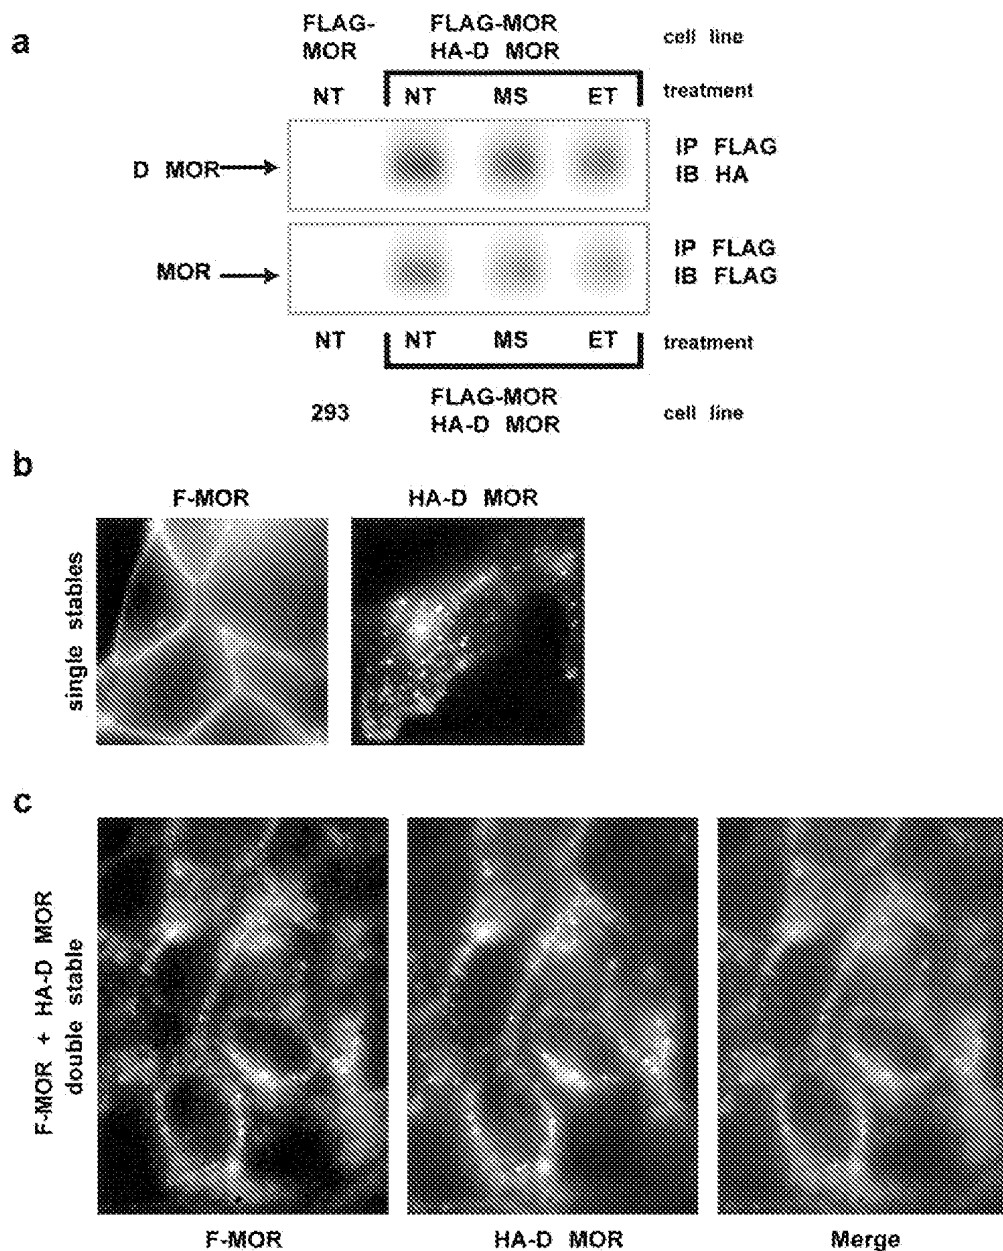 a
FLAG-
MOR
FLAG-MOR
HA-D MOR
cell line
NT
NT MS ET
treatment
D MOR
IP FLAG
IB HA
MOR
IP FLAG
IB FLAG
NT
NT MS ET
treatment
293
FLAG-MOR
HA-D MOR
cell line
b
F-MOR
HA-D MOR
single stables
c
F-MOR + HA-D MOR
double stable
F-MOR
HA-D MOR
Merge